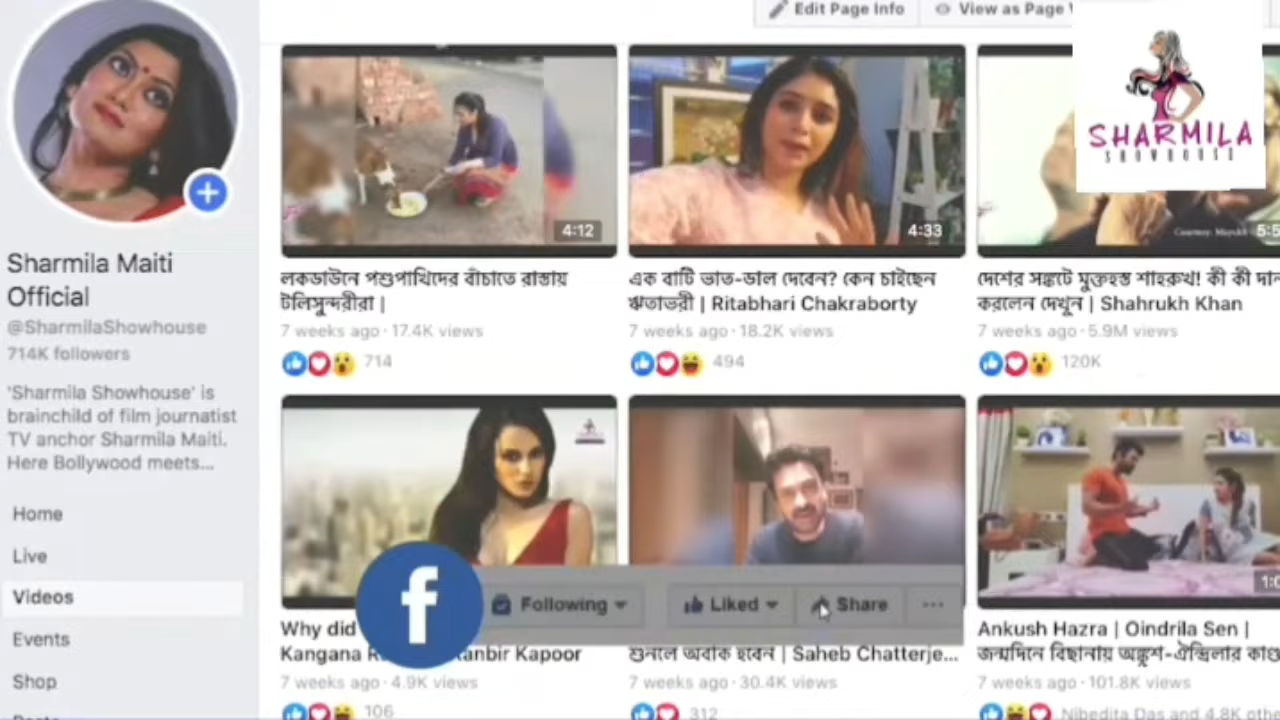 Edit Page Info
View as Page
SHARMILA
SHOWHOUSE
Sharmila Maiti
Official
@SharmilaShowhouse
714K followers
'Sharmila Showhouse' is
brainchild of film journatist
TV anchor Sharmila Maiti.
Here Bollywood meets...
Home
Live
Videos
Events
Shop
4:12
লকডাউনে পশুপাখিদের বাঁচাতে রাস্তায়
টলিসুন্দরীরা |
7 weeks ago · 17.4K views
714
4:33
এক বাটি ভাত-ডাল দেবেন? কেন চাইছেন
ঋতাভরী | Ritabhari Chakraborty
7 weeks ago · 18.2K views
494
দেশের সঙ্কটে মুক্তহস্ত শাহরুখ! কী কী দান
করলেন দেখুন | Shahrukh Khan
7 weeks ago · 5.9M views
120K
f
Following
Liked
Share
Why did
Kangana Kapoor
7 weeks ago · 4.9K views
106
শুনলে অবাক হবেন | Saheb Chatterje...
7 weeks ago · 30.4K views
312
Ankush Hazra | Oindrila Sen |
জন্মদিনে বিছানায় অঙ্কুশ-ঐন্দ্রিলার
7 weeks ago · 101.8K views
Nibedita Das and 4.8K othe